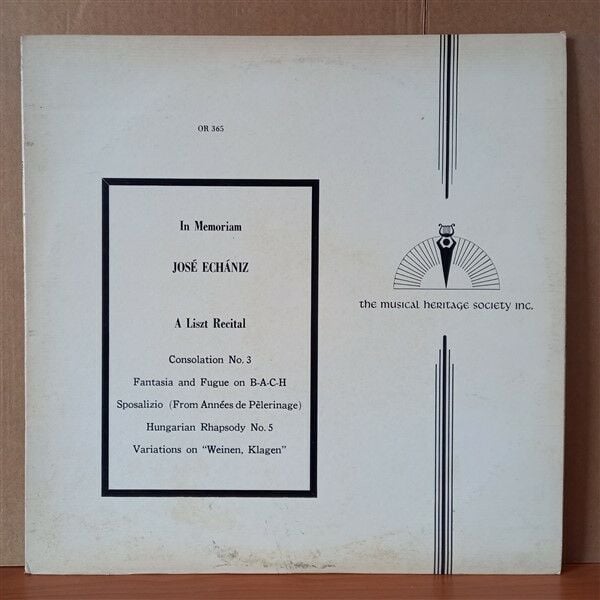 OR 365
In Memoriam
JOSÉ ECHÁNIZ
A Liszt Recital
Consolation No. 3
Fantasia and Fugue on B-A-C-H
Sposalizio (From Années de Pêlerinage)
Hungarian Rhapsody No. 5
Variations on "Weinen, Klagen"
the musical heritage society inc.